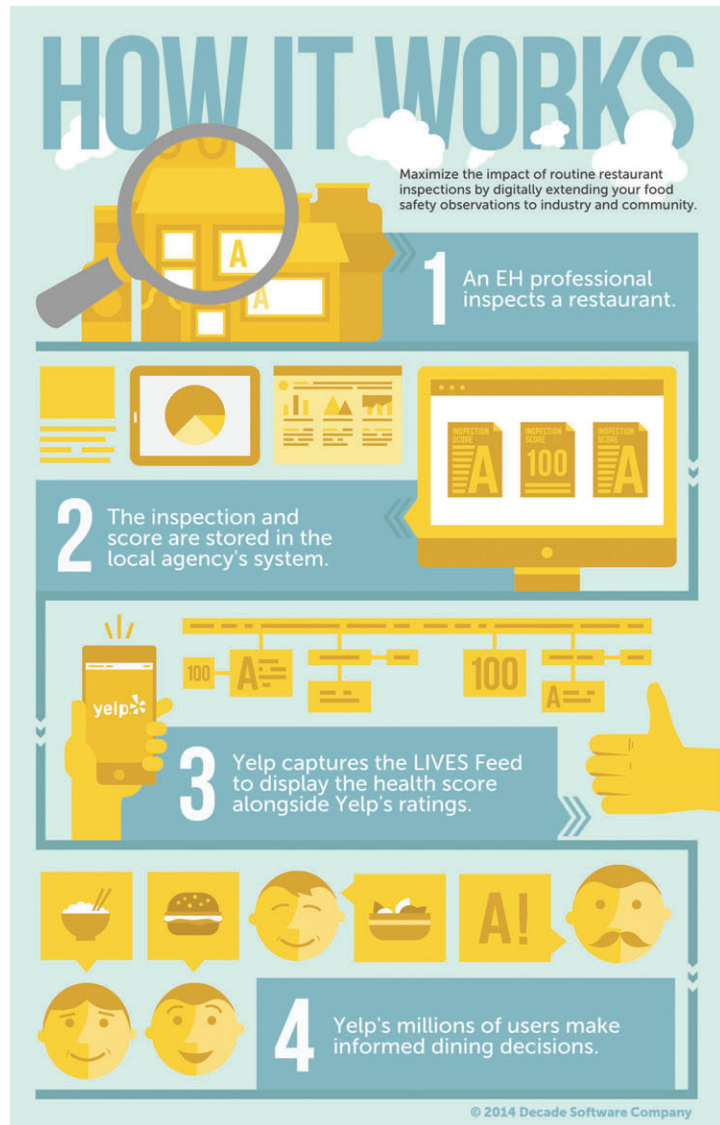 HOW IT WORKS
Maximize the impact of routine restaurant
inspections by digitally extending your food
safety observations to industry and community.
A
A
1
An EH professional
inspects a restaurant.
INSPECTION
SCORE
A
INSPECTION
SCORE
100
INSPECTION
SCORE
A
2
The inspection and
score are stored in the
local agency's system.
100
A
100
A
yelp
3
Yelp captures the LIVES Feed
to display the health score
alongside Yelp's ratings.
A!
4
Yelp's millions of users make
informed dining decisions.
© 2014 Decade Software Company